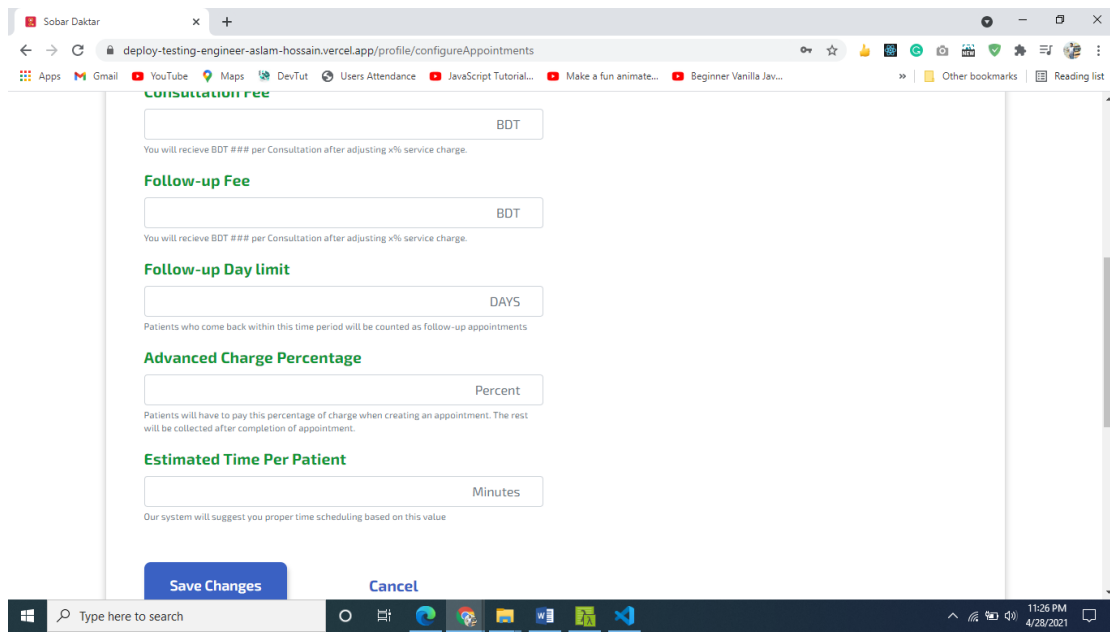 Sobar Daktar
deploy-testing-engineer-aslam-hossain.vercel.app/profile/configureAppointments
Apps Gmail YouTube Maps DevTut Users Attendance JavaScript Tutorial... Make a fun animate... Beginner Vanilla Jav... » Other bookmarks Reading list
Consultation Fee
BDT
You will recieve BDT ### per Consultation after adjusting x% service charge.
Follow-up Fee
BDT
You will recieve BDT ### per Consultation after adjusting x% service charge.
Follow-up Day limit
DAYS
Patients who come back within this time period will be counted as follow-up appointments
Advanced Charge Percentage
Percent
Patients will have to pay this percentage of charge when creating an appointment. The rest
will be collected after completion of appointment.
Estimated Time Per Patient
Minutes
Our system will suggest you proper time scheduling based on this value
Save Changes Cancel
Type here to search
11:26 PM
4/28/2021